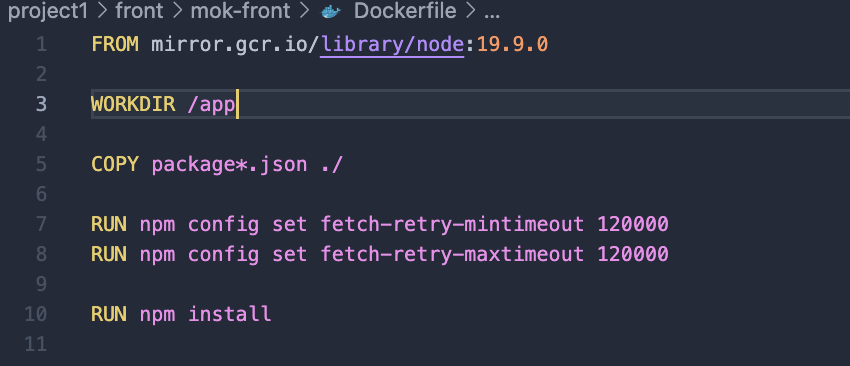 project1 > front > mok-front > Dockerfile > ...
1 FROM mirror.gcr.io/library/node:19.9.0
2
3 WORKDIR /app
4
5 COPY package*.json ./
6
7 RUN npm config set fetch-retry-mintimeout 120000
8 RUN npm config set fetch-retry-maxtimeout 120000
9
10 RUN npm install
11